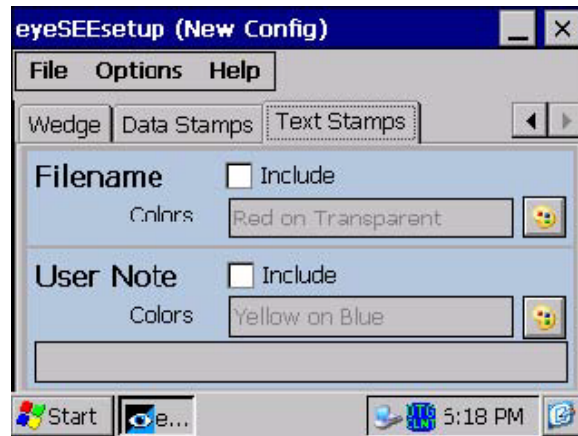 eyeSEEsetup (New Config)
File Options Help
Wedge Data Stamps Text Stamps
Filename Include
Colors Red on Transparent
User Note Include
Colors Yellow on Blue
Start e... 5:18 PM